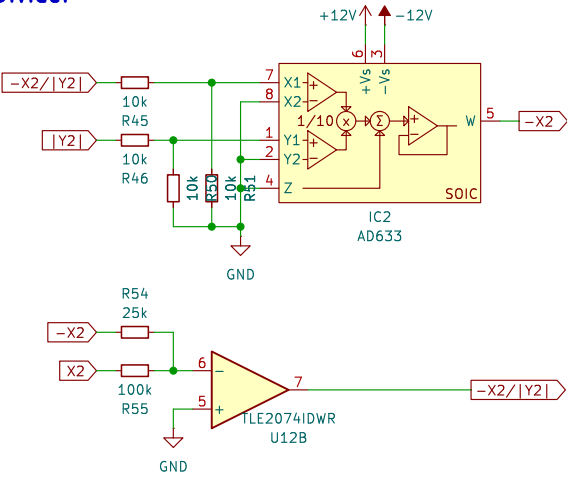 +12V
-12V
6
3
+Vs
-Vs
-X2/|Y2|
10k
R45
7
X1
8
X2
1/10
x
Σ
W
5
-X2
|Y2|
10k
R46
1
Y1
2
Y2
4
Z
10k
R50
10k
R51
SOIC
IC2
AD633
GND
R54
25k
-X2
X2
100k
R55
6
5
7
-X2/|Y2|
TLE2074IDWR
U12B
GND